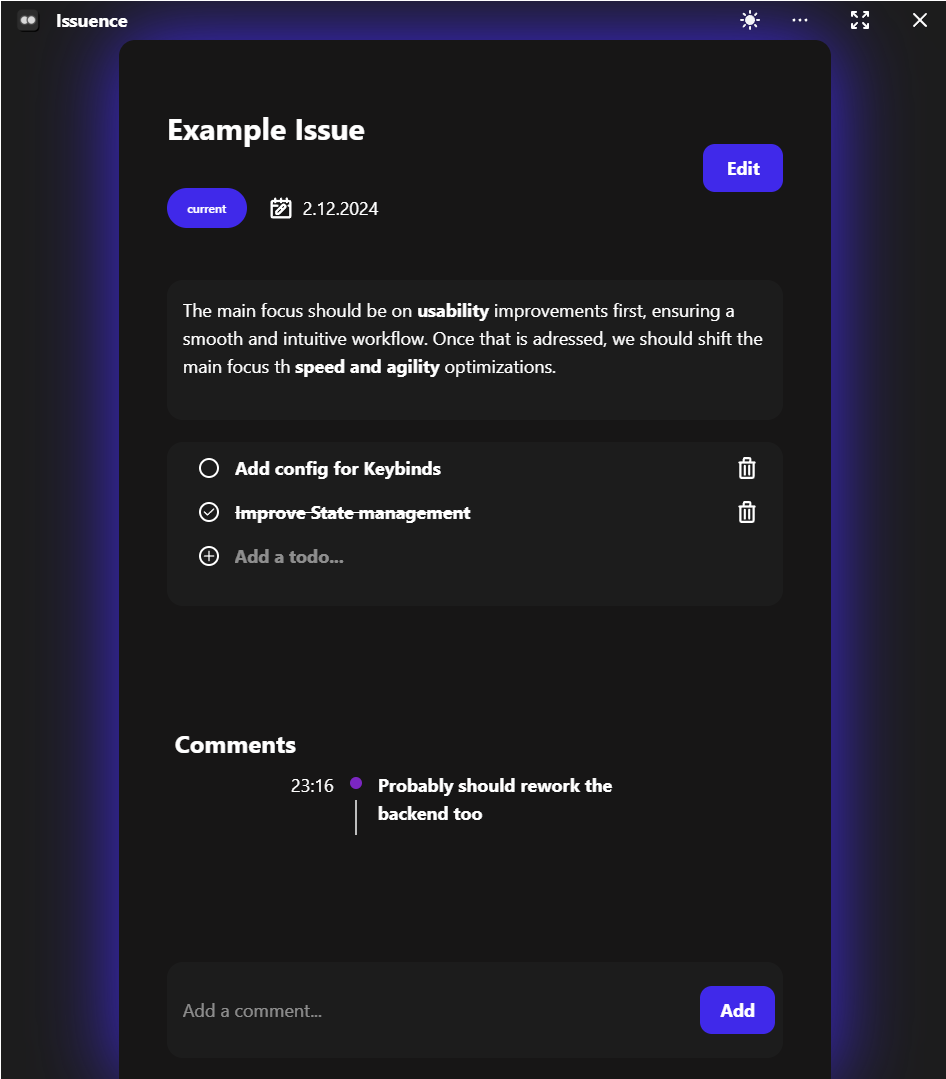 Issuence
Example Issue
Edit
current
2.12.2024
The main focus should be on usability improvements first, ensuring a
smooth and intuitive workflow. Once that is adressed, we should shift the
main focus th speed and agility optimizations.
Add config for Keybinds
Improve State management
Add a todo...
Comments
23:16
Probably should rework the
backend too
Add a comment...
Add